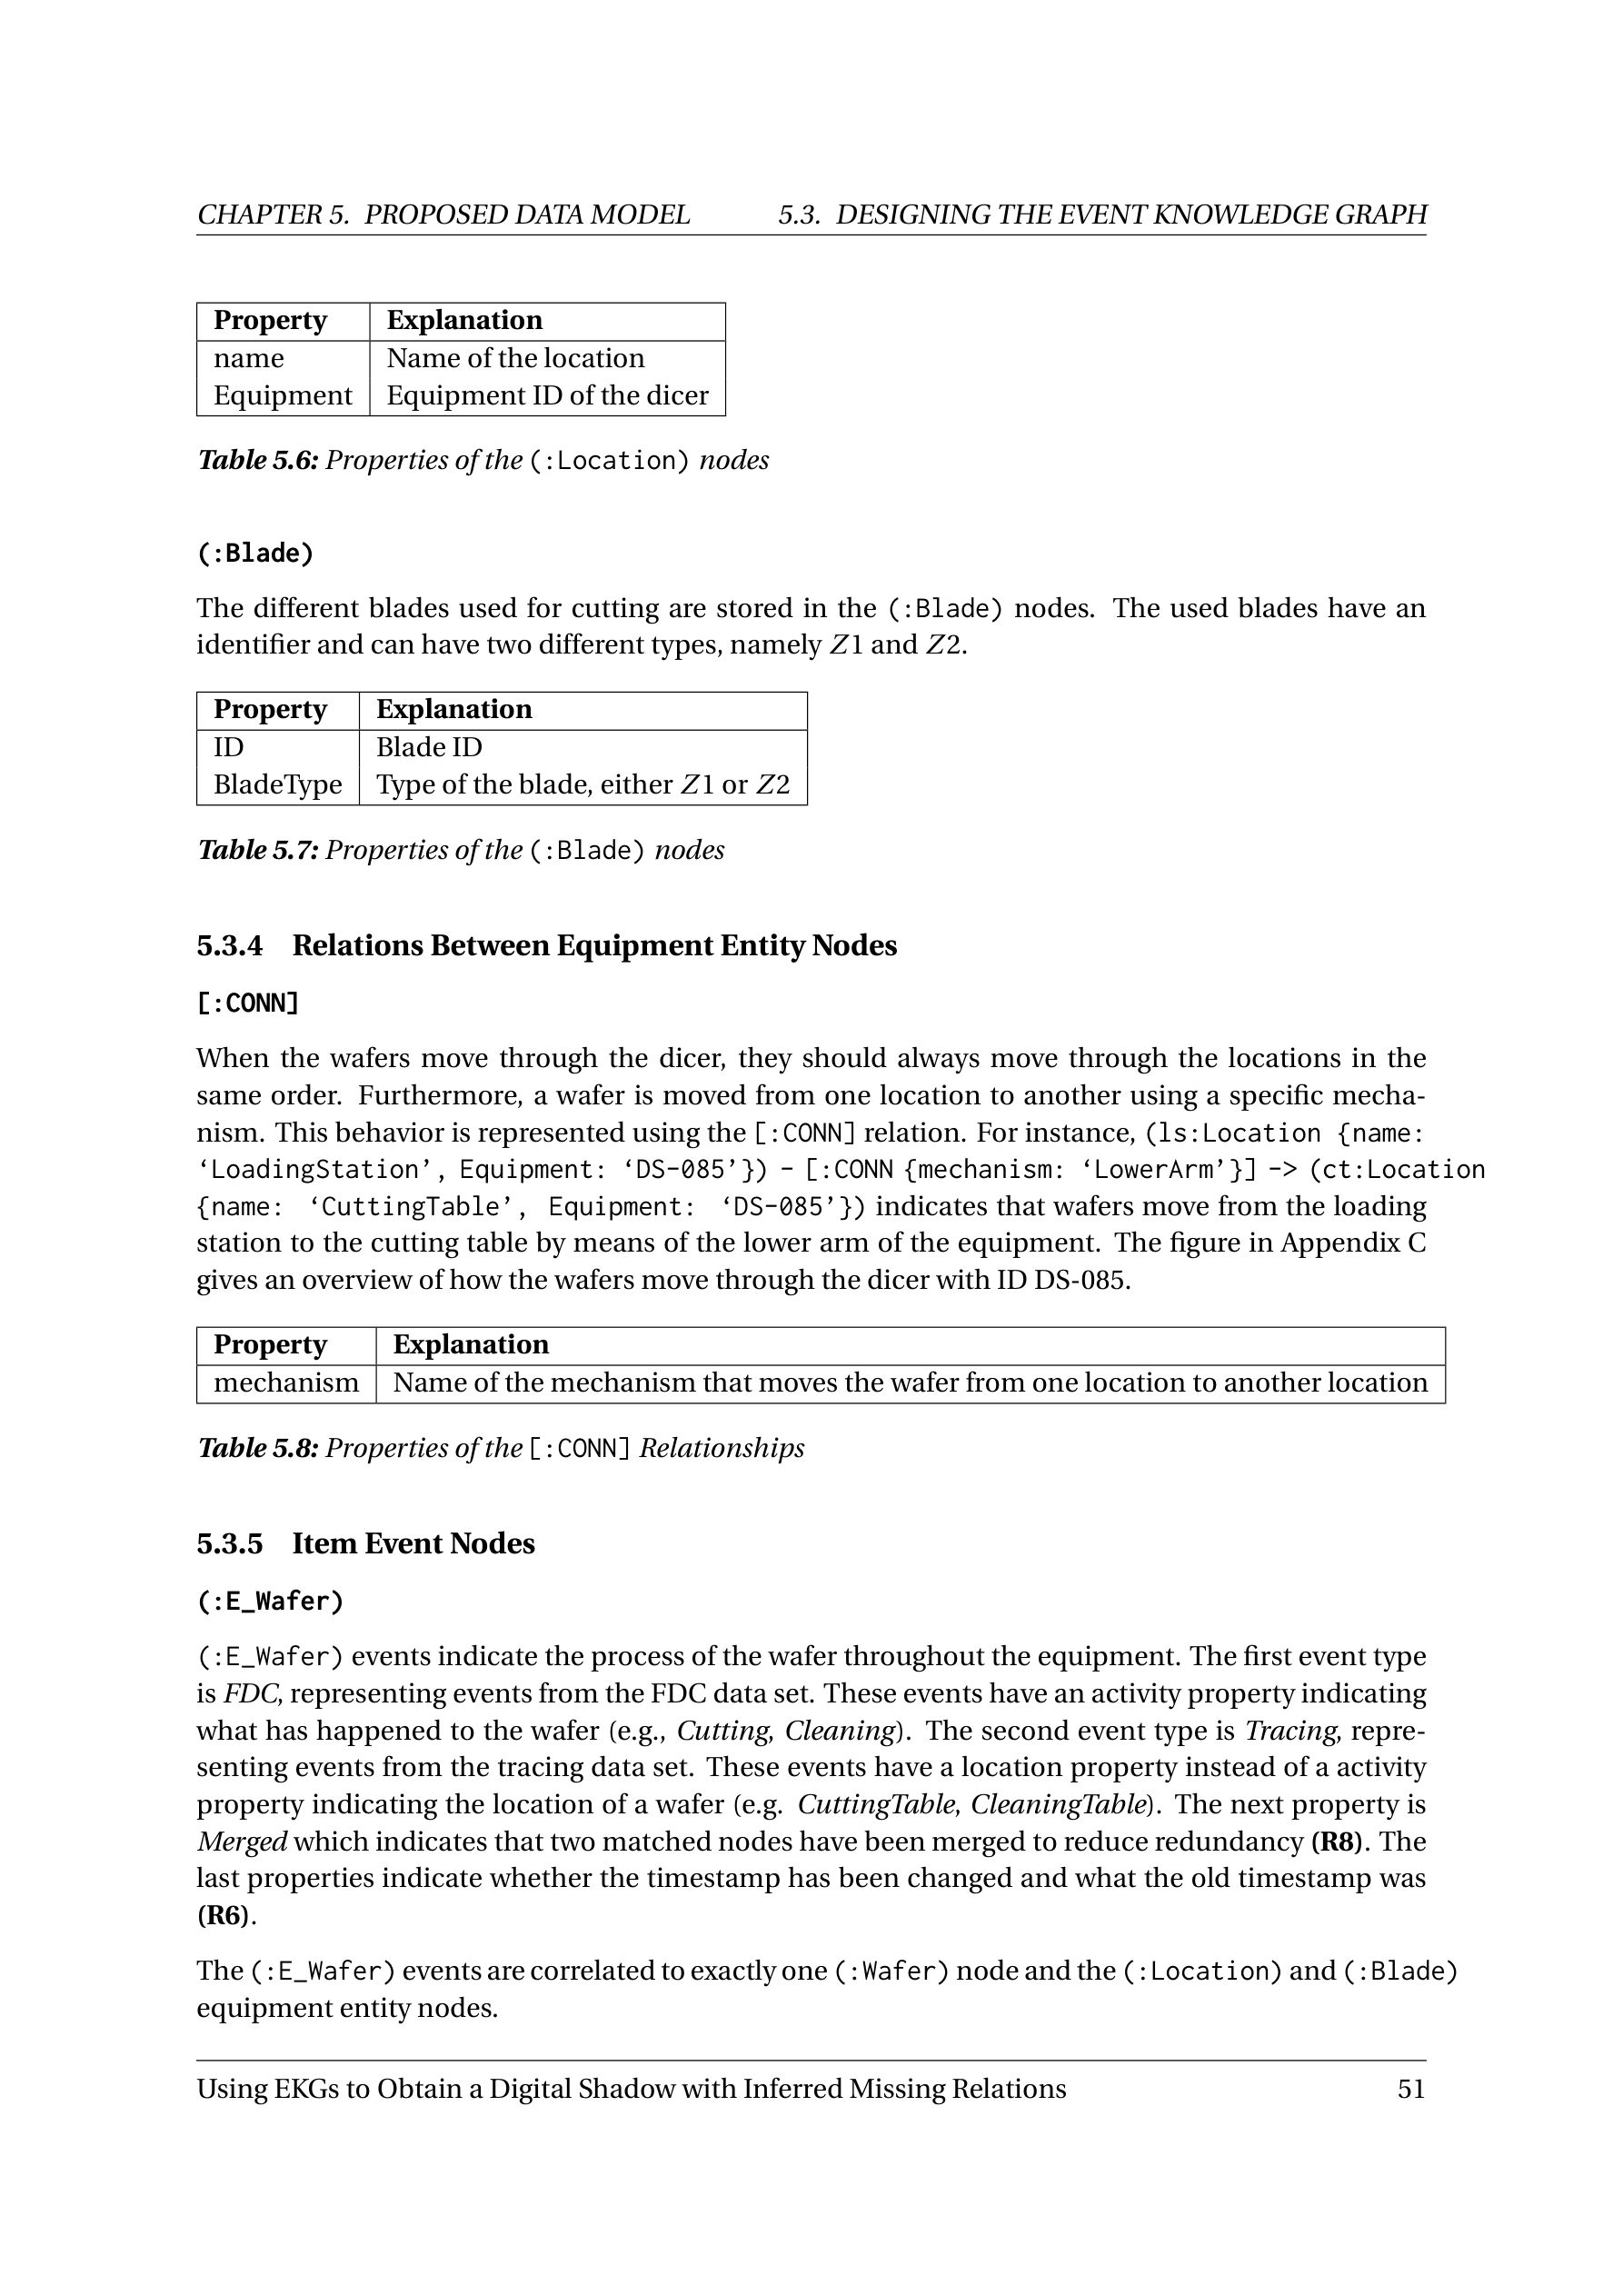 CHAPTER 5. PROPOSED DATA MODEL 5.3. DESIGNING THE EVENT KNOWLEDGE GRAPH
Property Explanation
name Name of the location
Equipment Equipment ID of the dicer
Table 5.6: Properties of the (:Location) nodes
(:Blade)
The different blades used for cutting are stored in the (:Blade) nodes. The used blades have an
identifier and can have two different types, namely Z1 and Z2.
Property Explanation
ID Blade ID
BladeType Type of the blade, either Z1 or Z2
Table 5.7: Properties of the (:Blade) nodes
5.3.4 Relations Between Equipment Entity Nodes
[:CONN]
When the wafers move through the dicer, they should always move through the locations in the
same order. Furthermore, a wafer is moved from one location to another using a specific mecha-
nism. This behavior is represented using the [:CONN] relation. For instance, (ls:Location {name:
‘LoadingStation’, Equipment: ‘DS-085’}) - [:CONN {mechanism: ‘LowerArm’}] -> (ct:Location
{name: ‘CuttingTable’, Equipment: ‘DS-085’}) indicates that wafers move from the loading
station to the cutting table by means of the lower arm of the equipment. The figure in Appendix C
gives an overview of how the wafers move through the dicer with ID DS-085.
Property Explanation
mechanism Name of the mechanism that moves the wafer from one location to another location
Table 5.8: Properties of the [:CONN] Relationships
5.3.5 Item Event Nodes
(:E_Wafer)
(:E_Wafer) events indicate the process of the wafer throughout the equipment. The first event type
is FDC, representing events from the FDC data set. These events have an activity property indicating
what has happened to the wafer (e.g., Cutting, Cleaning). The second event type is Tracing, repre-
senting events from the tracing data set. These events have a location property instead of a activity
property indicating the location of a wafer (e.g. CuttingTable, CleaningTable). The next property is
Merged which indicates that two matched nodes have been merged to reduce redundancy (R8). The
last properties indicate whether the timestamp has been changed and what the old timestamp was
(R6).
The (:E_Wafer) events are correlated to exactly one (:Wafer) node and the (:Location) and (:Blade)
equipment entity nodes.
Using EKGs to Obtain a Digital Shadow with Inferred Missing Relations 51